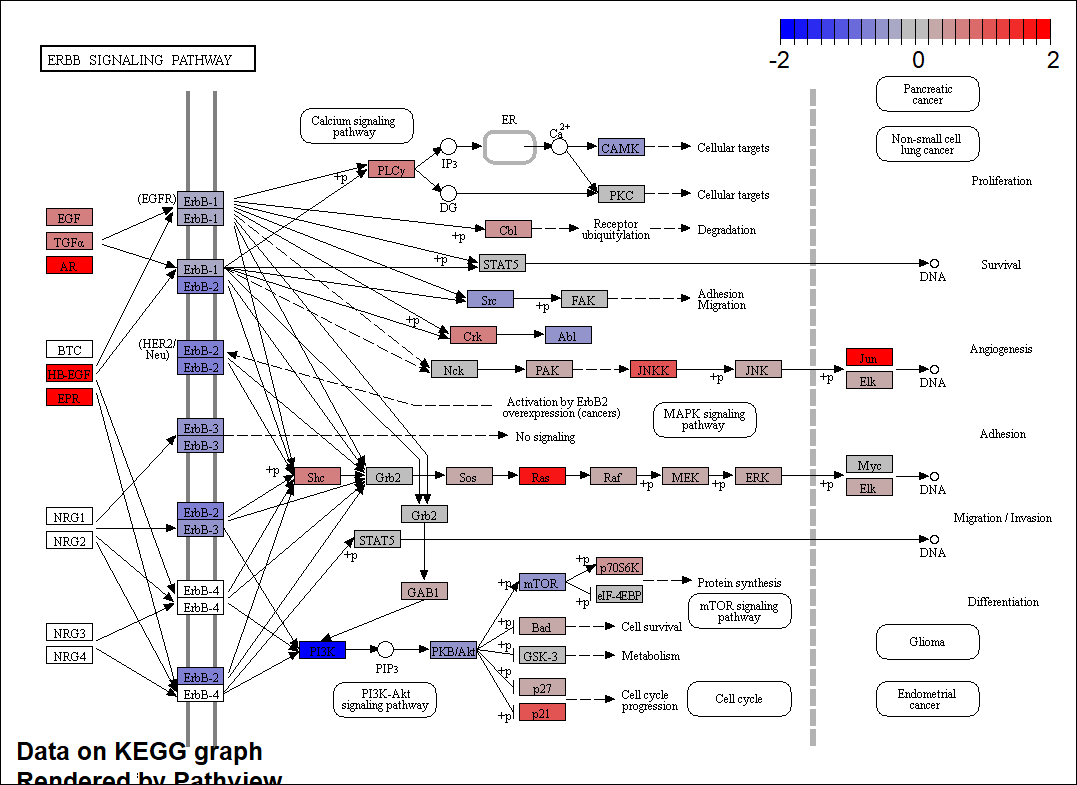 -2 0 2
ERBB SIGNALING PATHWAY
Pancreatic
cancer
Calcium signaling
pathway
ER
Ca2+
Non-small cell
lung cancer
+p
PLCγ
IP3
CAMK
Cellular targets
DG
PKC
Cellular targets
Proliferation
(EGFR)
ErbB-1
ErbB-1
EGF
TGFα
AR
+p
Cbl
Receptor
ubiquitylation
Degradation
+p
STAT5
DNA
Survival
ErbB-1
ErbB-2
Src
+p
FAK
Adhesion
Migration
+p
Crk
Abl
BTC
HB-EGF
EPR
(HER2/
Neu)
ErbB-2
ErbB-2
Nck
PAK
JNKK
+p
JNK
+p
Jun
Elk
DNA
Angiogenesis
Activation by ErbB2
overexpression (cancers)
MAPK signaling
pathway
ErbB-3
ErbB-3
No signaling
Adhesion
+p
Shc
Grb2
Sos
Ras
Raf
+p
MEK
+p
ERK
+p
Myc
Elk
DNA
NRG1
NRG2
ErbB-2
ErbB-3
Grb2
Migration / Invasion
STAT5
+p
DNA
ErbB-4
ErbB-4
GAB1
+p
mTOR
+p
p70S6K
+p
eIF-4EBP
Protein synthesis
mTOR signaling
pathway
Differentiation
NRG3
NRG4
+p
Bad
Cell survival
Glioma
PI3K
PIP3
PKB/Akt
+p
GSK-3
Metabolism
ErbB-2
ErbB-4
PI3K-Akt
signaling pathway
+p
p27
+p
p21
Cell cycle
progression
Cell cycle
Endometrial
cancer
Data on KEGG graph
Rendered by Pathview